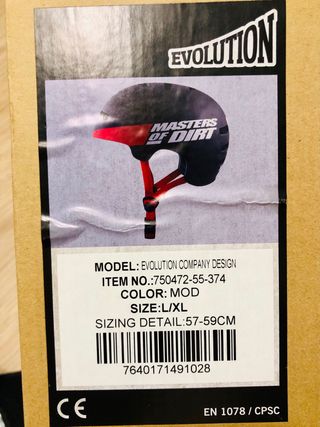 EVOLUTION
MASTERS
OF DIRT
MODEL: EVOLUTION COMPANY DESIGN
ITEM NO.:750472-55-374
COLOR: MOD
SIZE:L/XL
SIZING DETAIL:57-59CM
7640171491028
CE EN 1078 / CPSC